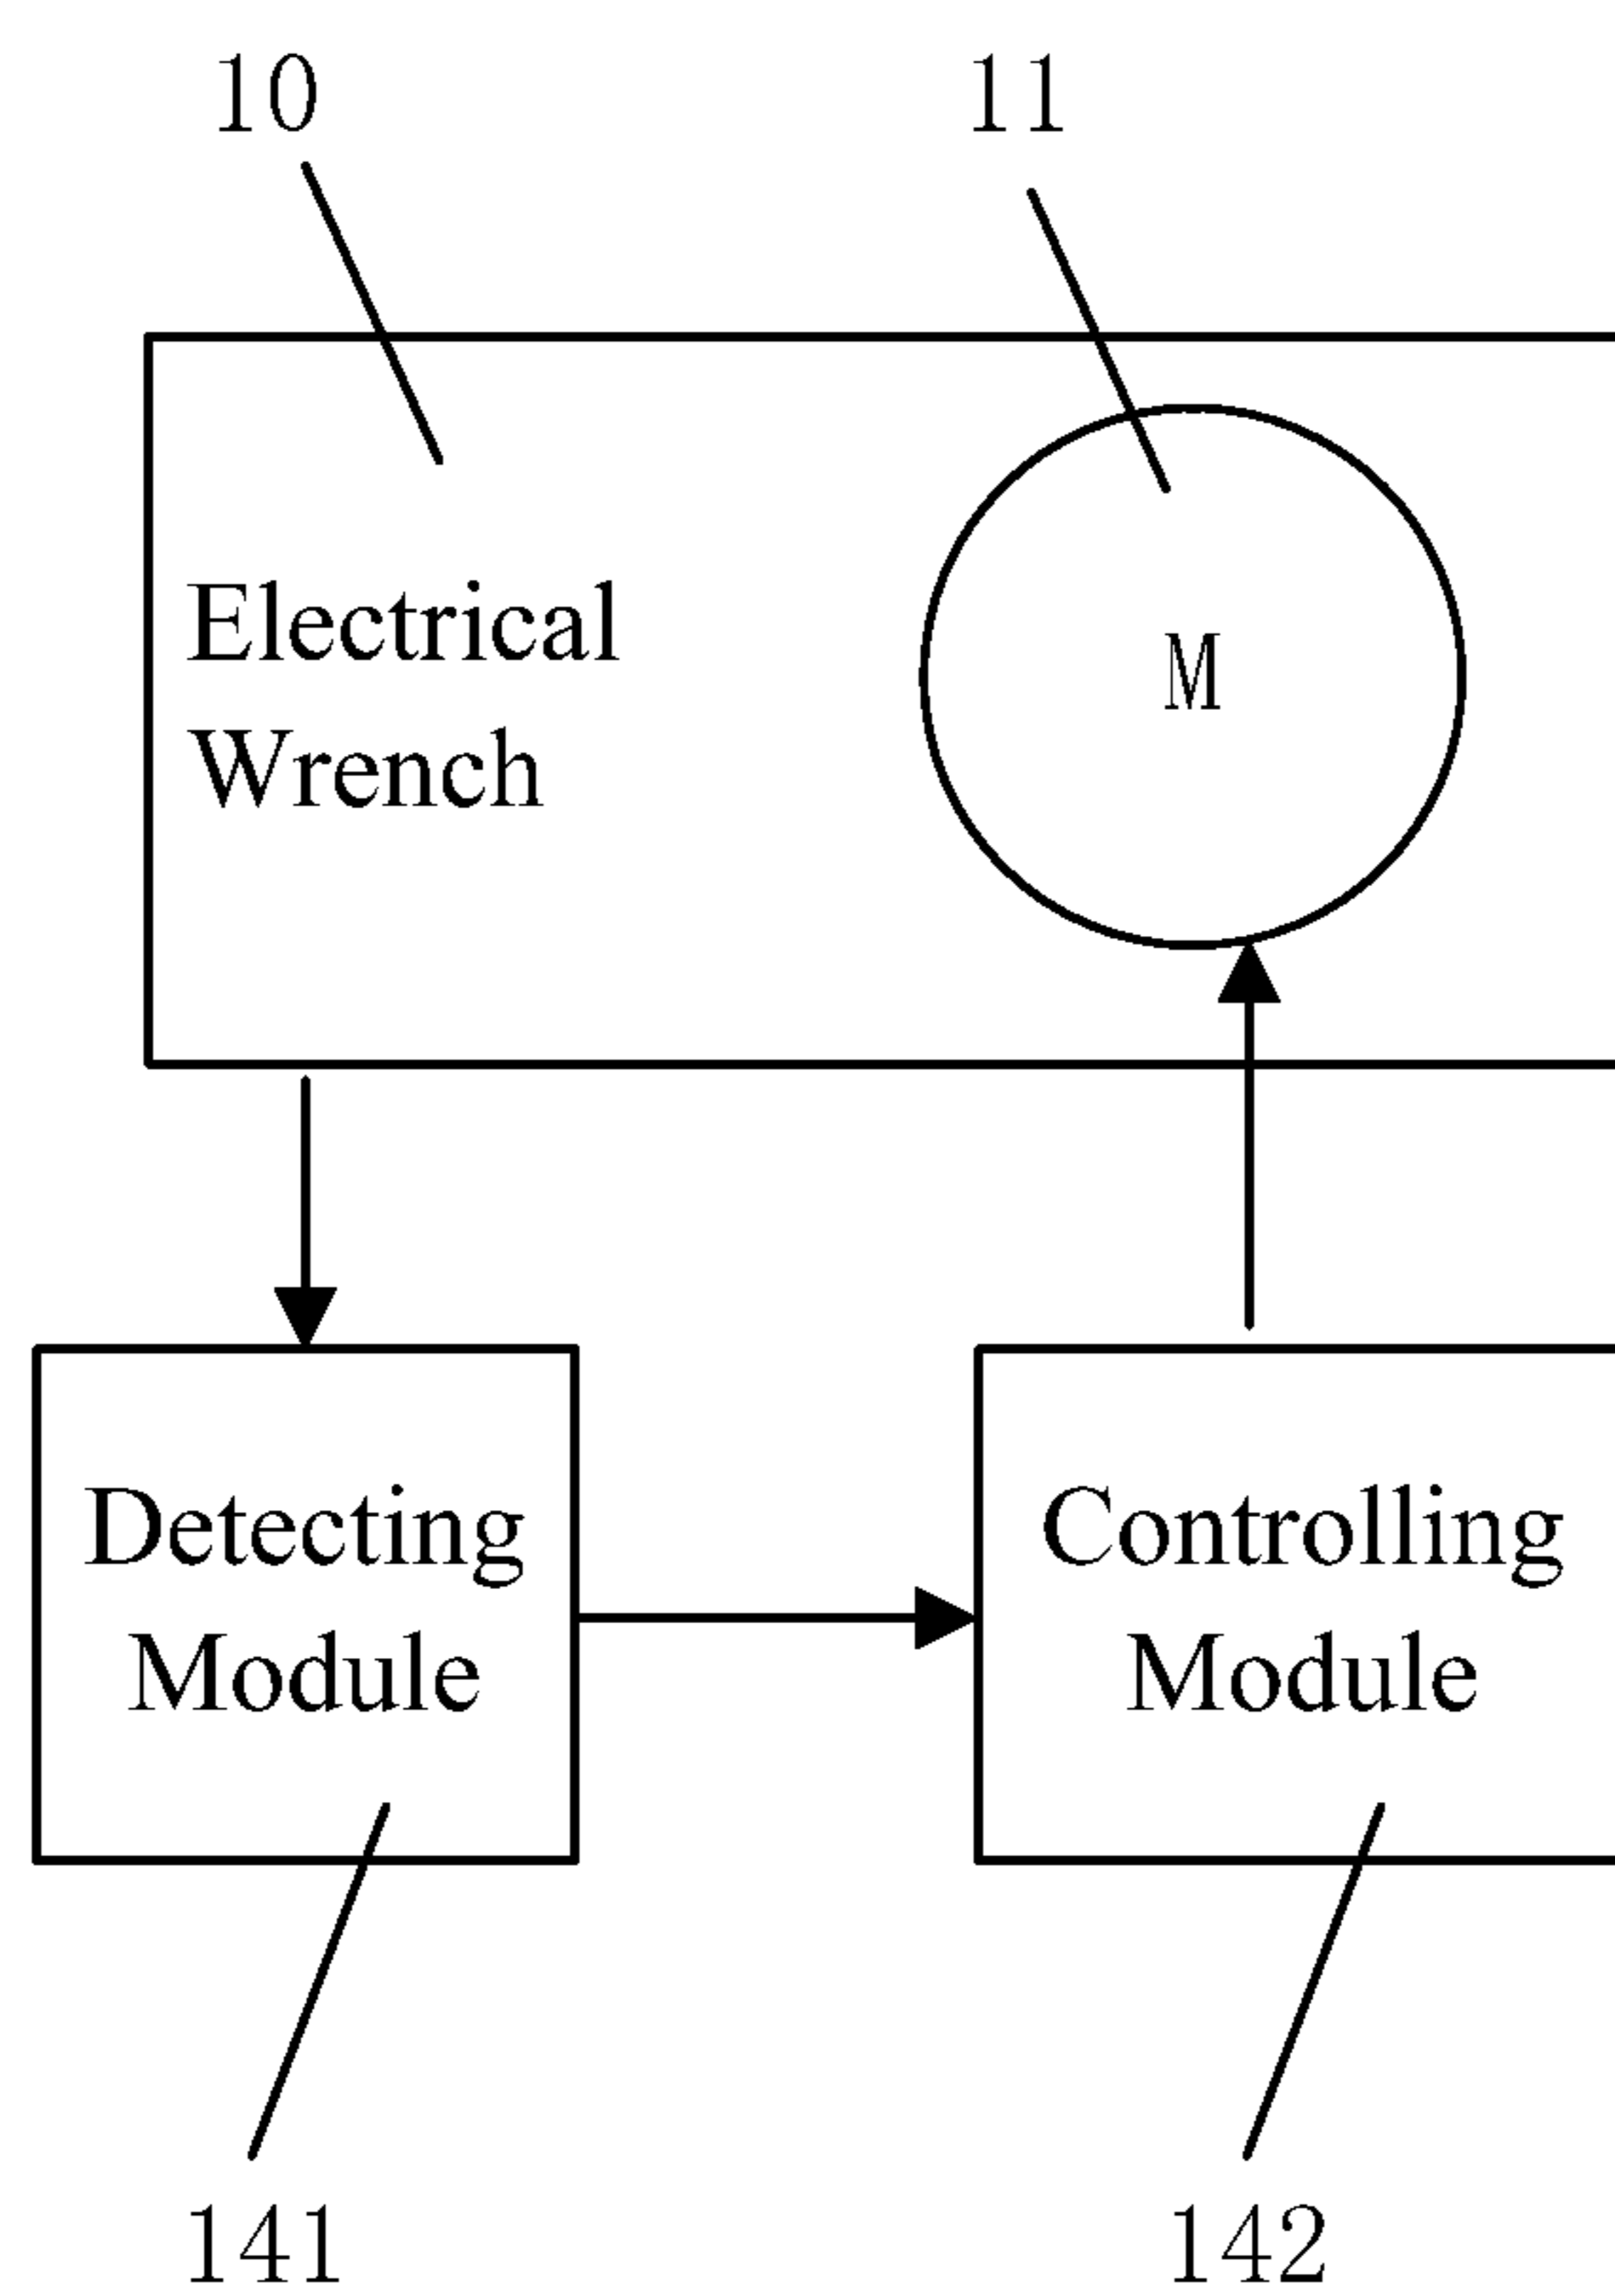 10
11
Electrical
Wrench
M
Detecting
Module
Controlling
Module
141
142